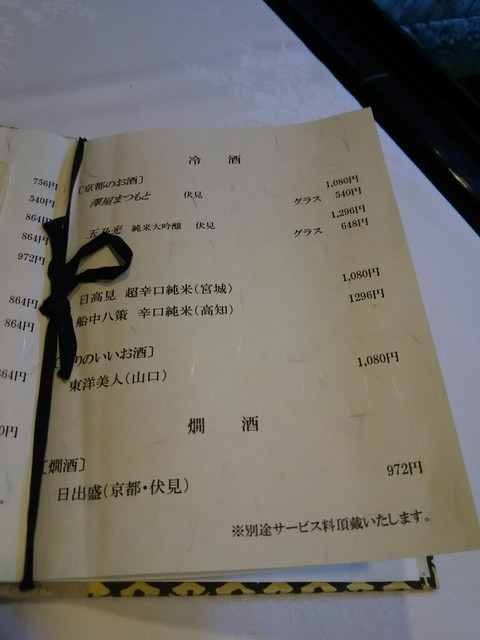 756円
540円
864円
864円
972円
864円
864円
864円
0円
冷酒
〔京都のお酒〕
澤屋まつもと 伏見 1,080円
グラス 540円
純米大吟醸 伏見 1,296円
グラス 648円
日高見 超辛口純米(宮城) 1,080円
船中八策 辛口純米(高知) 1296円
りのいいお酒〕
東洋美人(山口) 1,080円
燗酒
〔燗酒〕
日出盛(京都・伏見) 972円
※別途サービス料頂戴いたします。